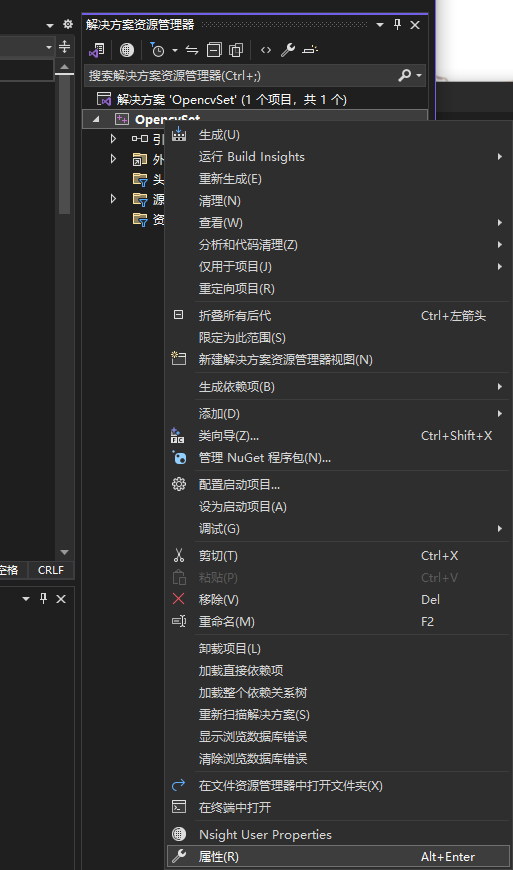 解决方案资源管理器
搜索解决方案资源管理器(Ctrl+;)
解决方案 'OpencvSet' (1 个项目，共 1 个)
OpencvSet
引
外
头
源
资
生成(U)
运行 Build Insights
重新生成(E)
清理(N)
查看(W)
分析和代码清理(Z)
仅用于项目(J)
重定向项目(R)
折叠所有后代 Ctrl+左箭头
限定为此范围(S)
新建解决方案资源管理器视图(N)
生成依赖项(B)
添加(D)
类向导(Z)... Ctrl+Shift+X
管理 NuGet 程序包(N)...
配置启动项目...
设为启动项目(A)
调试(G)
剪切(T) Ctrl+X
粘贴(P) Ctrl+V
移除(V) Del
重命名(M) F2
卸载项目(L)
加载直接依赖项
加载整个依赖关系树
重新扫描解决方案(S)
显示浏览数据库错误
清除浏览数据库错误
在文件资源管理器中打开文件夹(X)
在终端中打开
Nsight User Properties
属性(R) Alt+Enter
空格 CRLF